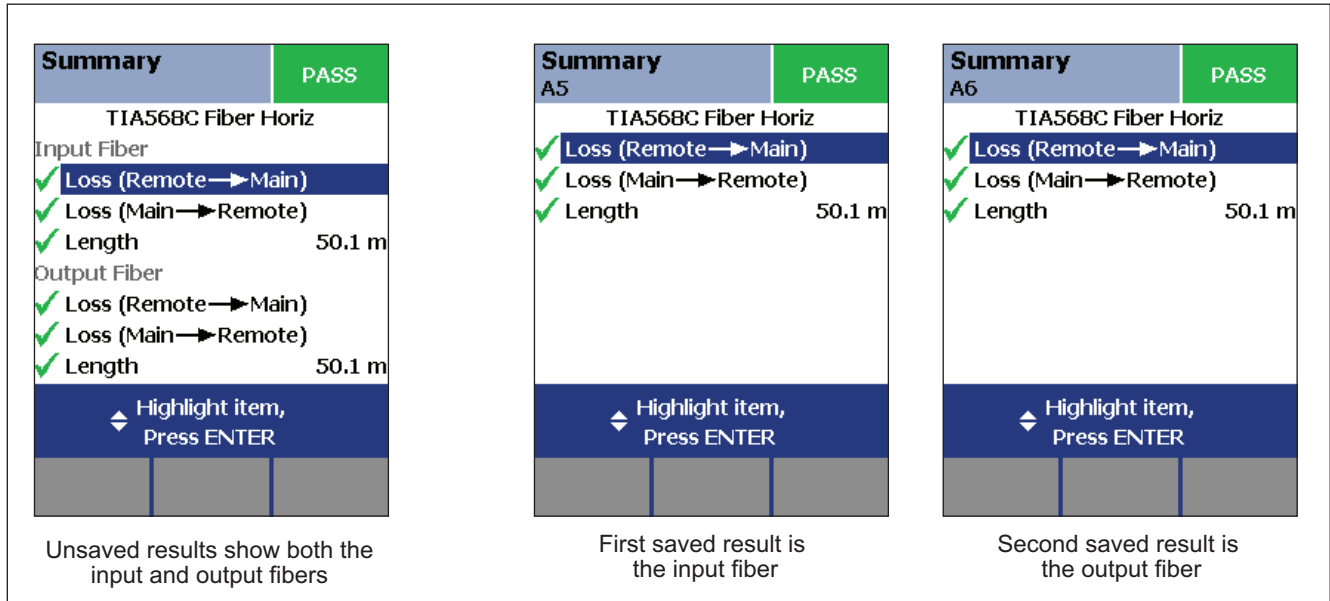 Summary
PASS
TIA568C Fiber Horiz
Input Fiber
Loss (Remote→Main)
Loss (Main→Remote)
Length 50.1 m
Output Fiber
Loss (Remote→Main)
Loss (Main→Remote)
Length 50.1 m
Highlight item,
Press ENTER
Unsaved results show both the
input and output fibers
Summary
A5
PASS
TIA568C Fiber Horiz
Loss (Remote→Main)
Loss (Main→Remote)
Length 50.1 m
Highlight item,
Press ENTER
First saved result is
the input fiber
Summary
A6
PASS
TIA568C Fiber Horiz
Loss (Remote→Main)
Loss (Main→Remote)
Length 50.1 m
Highlight item,
Press ENTER
Second saved result is
the output fiber